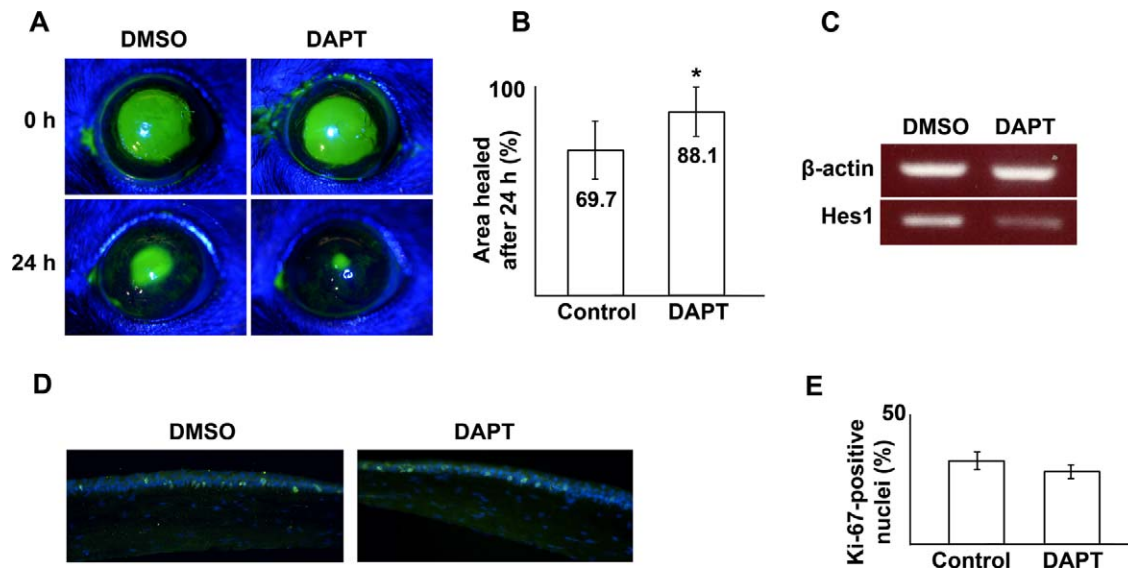 A
DMSO
DAPT
0 h
24 h
B
Area healed
after 24 h (%)
100
*
69.7
88.1
Control
DAPT
C
DMSO
DAPT
β-actin
Hes1
D
DMSO
DAPT
E
Ki-67-positive
nuclei (%)
50
Control
DAPT